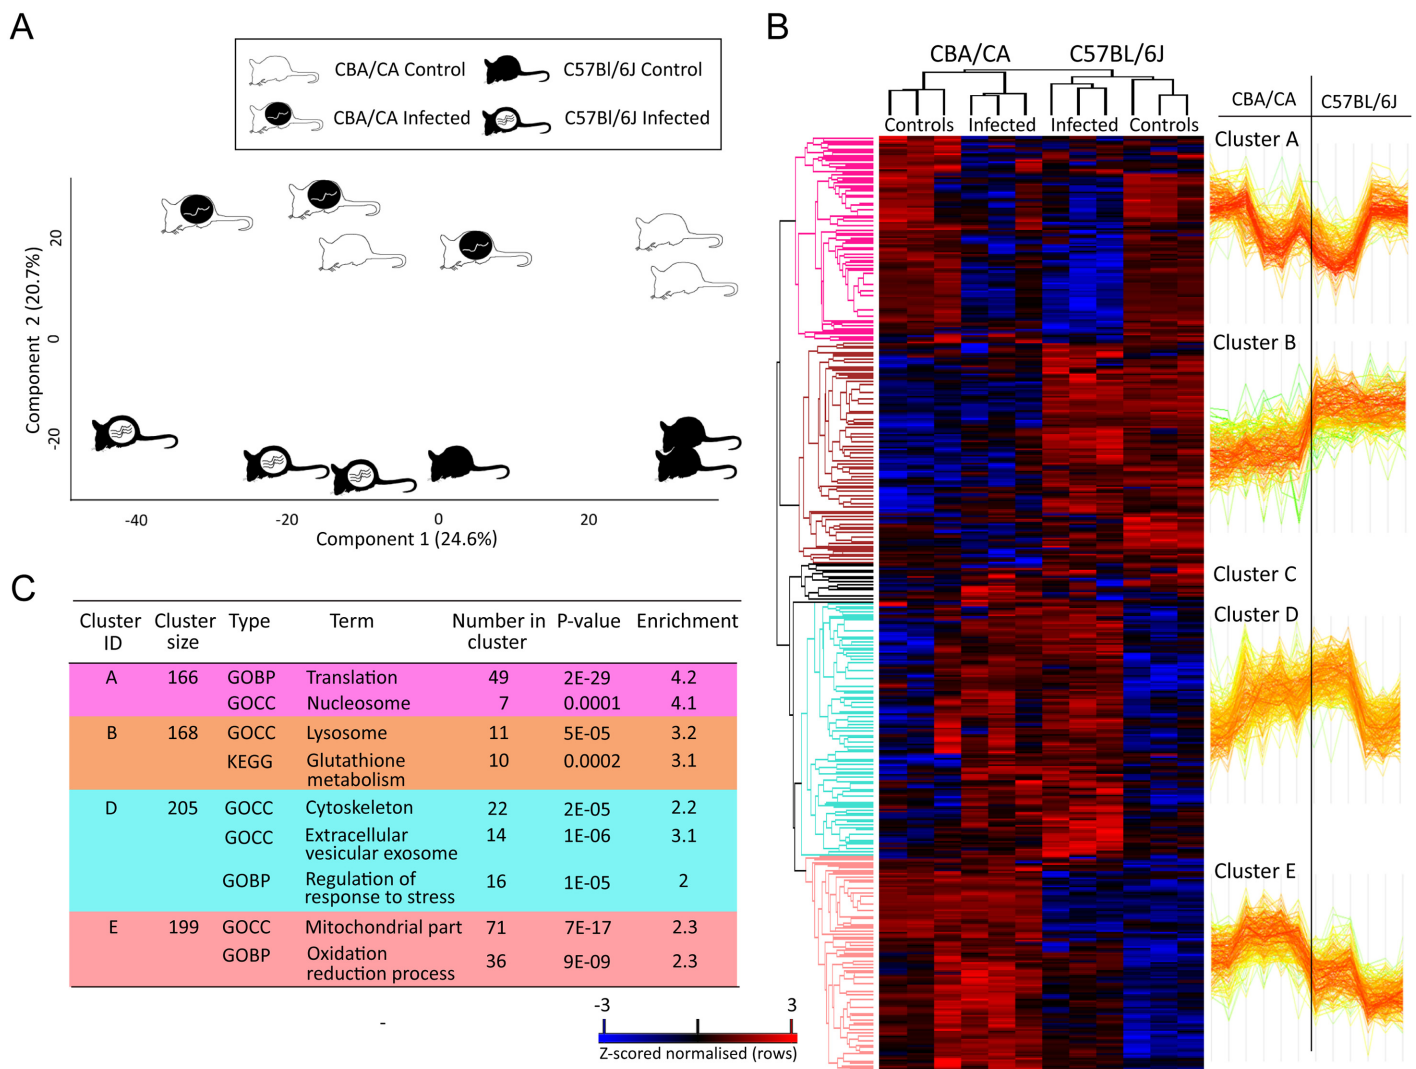 A
CBA/CA Control
C57Bl/6J Control
CBA/CA Infected
C57Bl/6J Infected
Component 2 (20.7%)
20
0
-20
-40
-20
0
20
Component 1 (24.6%)
B
CBA/CA
C57BL/6J
Controls
Infected
Infected
Controls
CBA/CA
C57BL/6J
Cluster A
Cluster B
Cluster C
Cluster D
Cluster E
-3
3
Z-scored normalised (rows)
C
Cluster ID Cluster size Type Term Number in cluster P-value Enrichment
A 166 GOBP Translation 49 2E-29 4.2
GOCC Nucleosome 7 0.0001 4.1
B 168 GOCC Lysosome 11 5E-05 3.2
KEGG Glutathione metabolism 10 0.0002 3.1
D 205 GOCC Cytoskeleton 22 2E-05 2.2
GOCC Extracellular vesicular exosome 14 1E-06 3.1
GOBP Regulation of response to stress 16 1E-05 2
E 199 GOCC Mitochondrial part 71 7E-17 2.3
GOBP Oxidation reduction process 36 9E-09 2.3
-